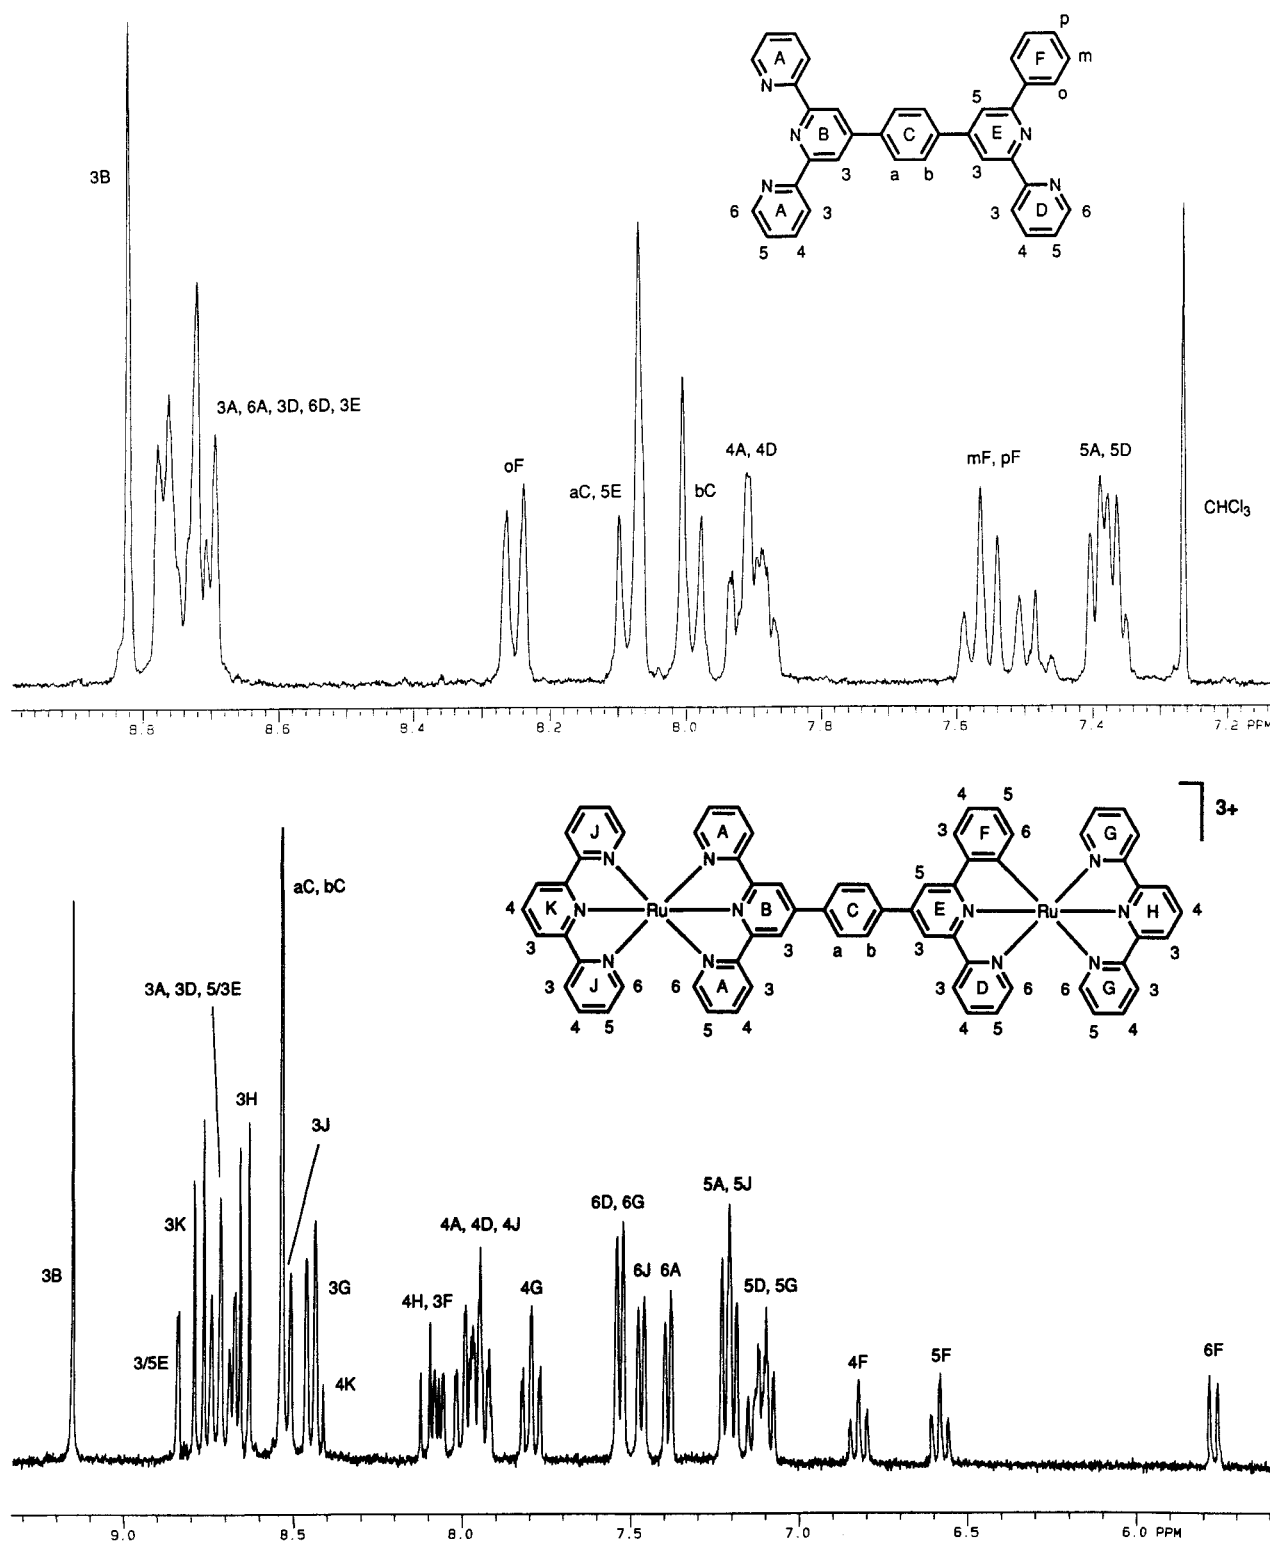 p
A
F
m
N
5
o
3B
N
B
C
E
N
3
a
b
3
N
N
6
A
3
3
D
6
5
4
4
5
3A, 6A, 3D, 6D, 3E
oF
aC, 5E
bC
4A, 4D
mF, pF
5A, 5D
CHCl3
8.8
8.6
8.4
8.2
8.0
7.8
7.6
7.4
7.2 PPM
3+
4
5
J
A
3
F
6
G
N
N
N
5
4
K
N
Ru
N
B
C
E
N
Ru
N
H
4
3
3
a
b
3
3
N
N
N
N
3
J
6
6
A
3
3
D
6
6
G
3
4
5
5
4
4
5
5
4
aC, bC
3A, 3D, 5/3E
3H
3J
3K
3B
3/5E
3G
4K
4H, 3F
4A, 4D, 4J
4G
6D, 6G
6J
6A
5A, 5J
5D, 5G
4F
5F
6F
9.0
8.5
8.0
7.5
7.0
6.5
6.0 PPM